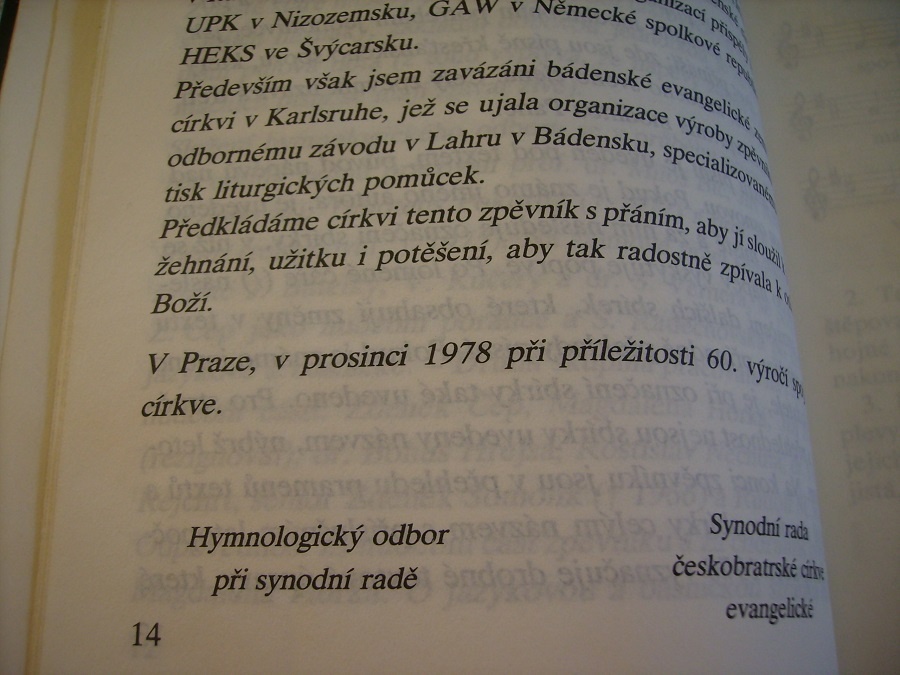 UPK v Nizozemsku, GAW v Německé spolkové
HEKS ve Švýcarsku.
Především však jsem zavázáni bádenské evangelické
církvi v Karlsruhe, jež se ujala organizace výroby
odbornému závodu v Lahru v Bádensku,
tisk liturgických pomůcek.
Předkládáme církvi tento zpěvník s přáním, aby jí sloužil
žehnání, užitku i potěšení, aby tak radostně zpívala k
Boží.
V Praze, v prosinci 1978 při příležitosti 60. výročí
církve.
Hymnologický odbor
při synodní radě
Synodní rada
českobratrské církve
evangelické
14